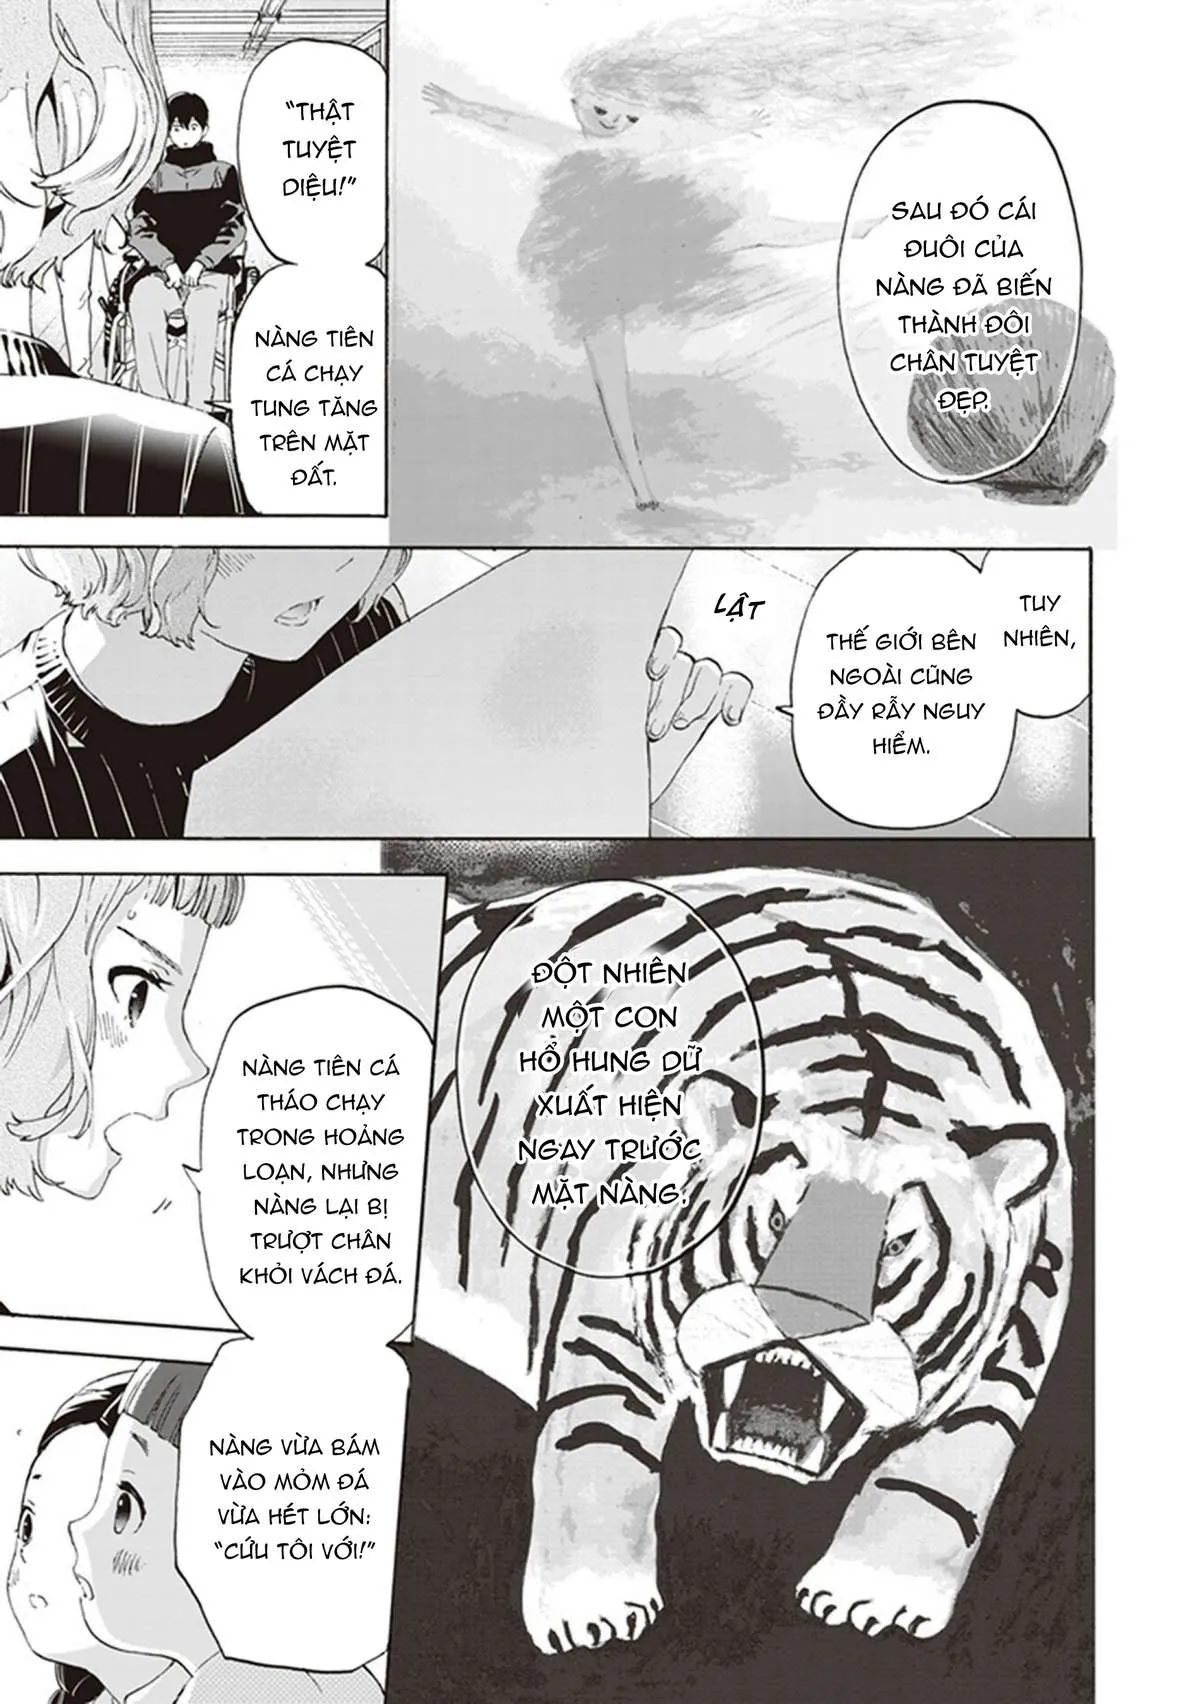 SAU ĐÓ CÁI
ĐUÔI CỦA
NÀNG ĐÃ BIẾN
THÀNH ĐÔI
CHÂN TUYỆT
ĐẸP.
“THẬT
TUYỆT
DIỆU!”
NÀNG TIÊN
CÁ CHẠY
TUNG TĂNG
TRÊN MẶT
ĐẤT.
TUY
NHIÊN,
THẾ GIỚI BÊN
NGOÀI CŨNG
ĐẦY RẪY NGUY
HIỂM.
LẬT
ĐỘT NHIÊN
MỘT CON
HỔ HUNG DỮ
XUẤT HIỆN
NGAY TRƯỚC
MẶT NÀNG.
NÀNG TIÊN CÁ
THÁO CHẠY
TRONG HOẢNG
LOẠN, NHƯNG
NÀNG LẠI BỊ
TRƯỢT CHÂN
KHỎI VÁCH ĐÁ.
NÀNG VỪA BÁM
VÀO MỎM ĐÁ
VỪA HÉT LỚN:
“CỨU TÔI VỚI!”